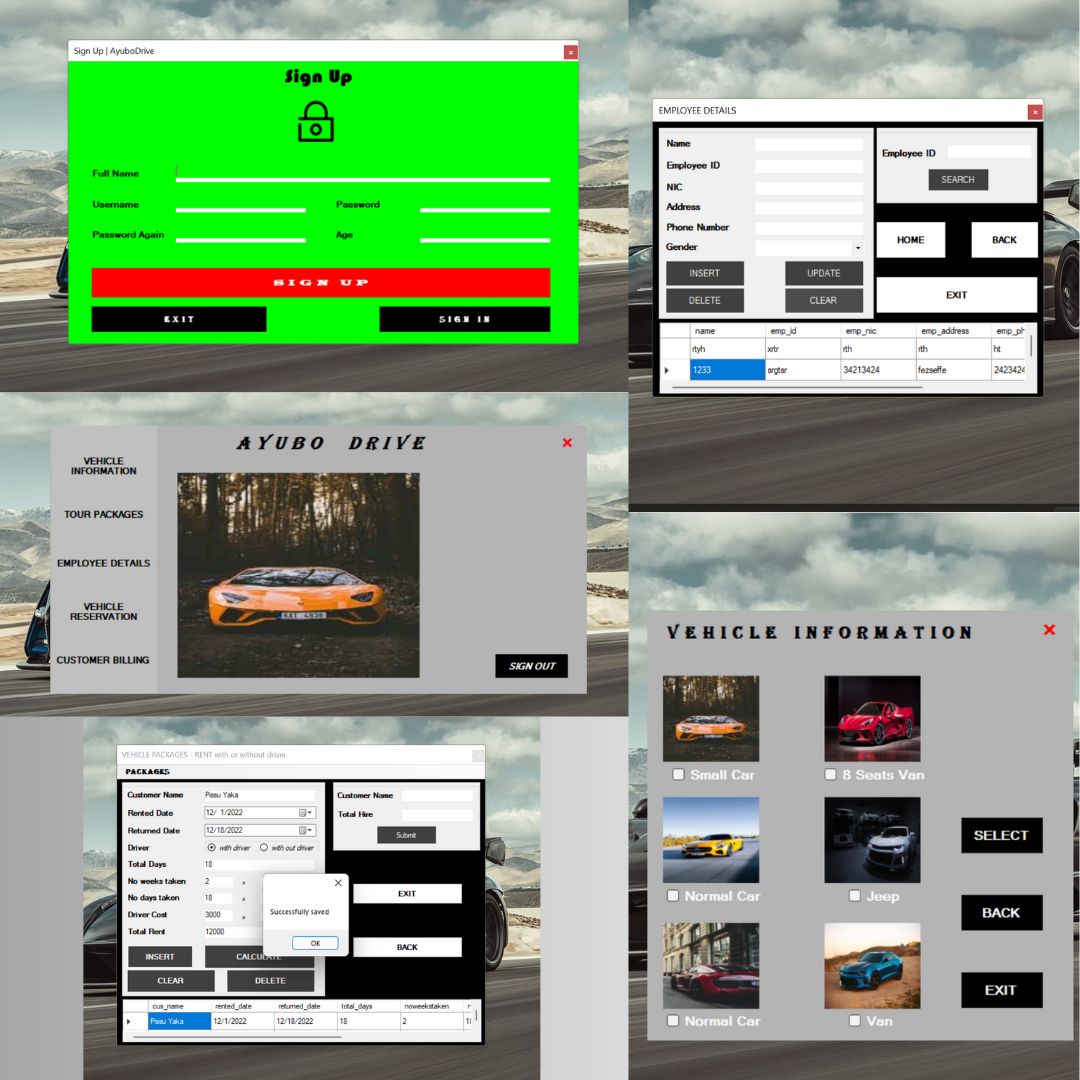 Sign Up | AyuboDrive
Sign Up
Full Name
Username
Password
Password Again
Age
SIGN UP
EXIT
SIGN IN
EMPLOYEE DETAILS
Name
Employee ID
NIC
Address
Phone Number
Gender
INSERT
UPDATE
DELETE
CLEAR
Employee ID
SEARCH
HOME
BACK
EXIT
name emp_id emp_nic emp_address emp_ph
rtyh xrtr rth rth ht
1233 srgtsr 34213424 fezseffe 2423424
AYUBO DRIVE
VEHICLE
INFORMATION
TOUR PACKAGES
EMPLOYEE DETAILS
VEHICLE
RESERVATION
CUSTOMER BILLING
SIGN OUT
VEHICLE INFORMATION
Small Car
8 Seats Van
Normal Car
Jeep
Normal Car
Van
SELECT
BACK
EXIT
VEHICLE PACKAGES - RENT with or without driver
PACKAGES
Customer Name Pissu Yaka
Rented Date 12/ 1/2022
Returned Date 12/18/2022
Driver with driver with out driver
Total Days 18
No weeks taken 2 x
No days taken 18 x
Driver Cost 3000 x
Total Rent 12000
INSERT
CALCULATE
CLEAR
DELETE
Customer Name
Total Hire
Submit
EXIT
BACK
Successfully saved
OK
cus_name rented_date returned_date total_days noweekstaken
Pissu Yaka 12/1/2022 12/18/2022 18 2